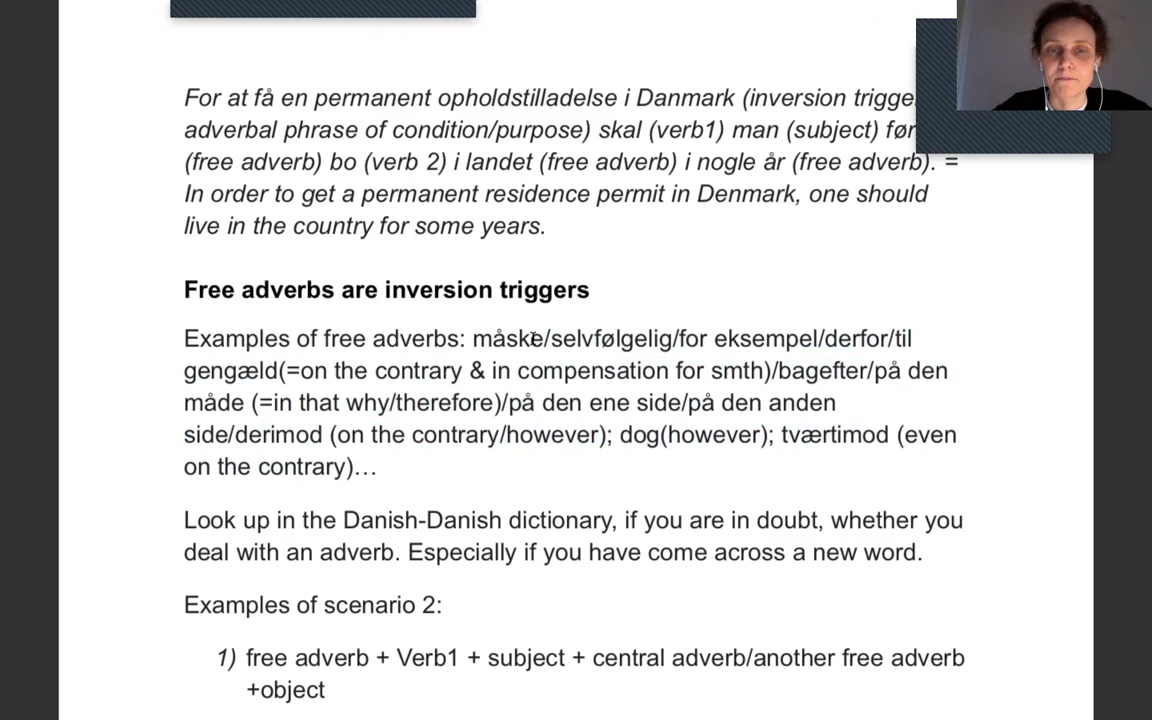 For at få en permanent opholdstilladelse i Danmark (inversion
adverbal phrase of condition/purpose) skal (verb1) man (subject)
(free adverb) bo (verb 2) i landet (free adverb) i nogle år (free adverb). =
In order to get a permanent residence permit in Denmark, one should
live in the country for some years.
Free adverbs are inversion triggers
Examples of free adverbs: måske/selvfølgelig/for eksempel/derfor/til
gengæld(=on the contrary & in compensation for smth)/bagefter/på den
måde (=in that why/therefore)/på den ene side/på den anden
side/derimod (on the contrary/however); dog(however); tværtimod (even
on the contrary)…
Look up in the Danish-Danish dictionary, if you are in doubt, whether you
deal with an adverb. Especially if you have come across a new word.
Examples of scenario 2:
1) free adverb + Verb1 + subject + central adverb/another free adverb
+object